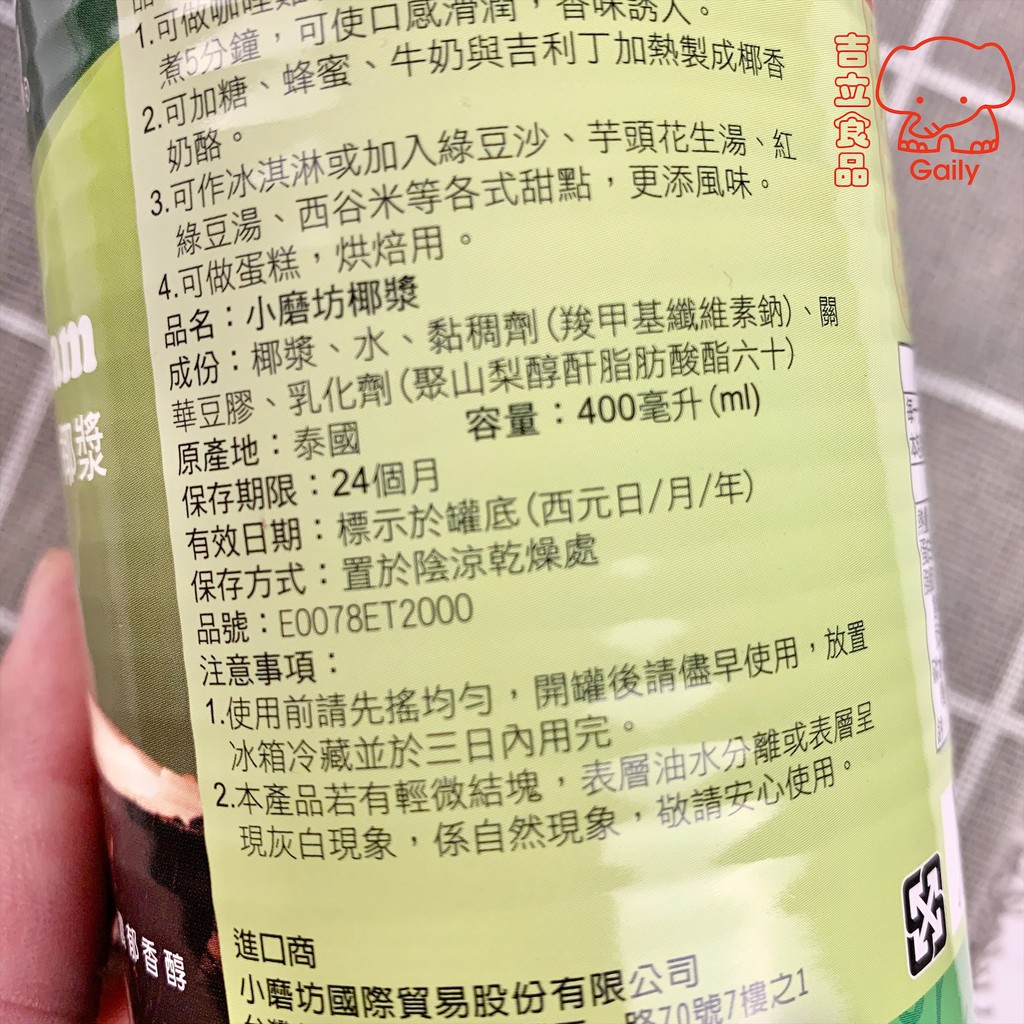 1.可做咖哩
煮5分鐘，可使口感滑潤，香味誘人。
2.可加糖、蜂蜜、牛奶與吉利丁加熱製成椰香
奶酪。
3.可作冰淇淋或加入綠豆沙、芋頭花生湯、紅
綠豆湯、西谷米等各式甜點，更添風味。
4.可做蛋糕，烘焙用。
品名：小磨坊椰漿
成份：椰漿、水、黏稠劑(羧甲基纖維素鈉)、關
華豆膠、乳化劑(聚山梨醇酐脂肪酸酯六十)
原產地：泰國 容量：400毫升(ml)
保存期限：24個月
有效日期：標示於罐底(西元日/月/年)
保存方式：置於陰涼乾燥處
品號：E0078ET2000
注意事項：
1.使用前請先搖均勻，開罐後請儘早使用，放置
冰箱冷藏並於三日內用完。
2.本產品若有輕微結塊，表層油水分離或表層呈
現灰白現象，係自然現象，敬請安心使用。
進口商
小磨坊國際貿易股份有限公司
路70號7樓之1
椰漿
香醇
吉立食品
Gaily